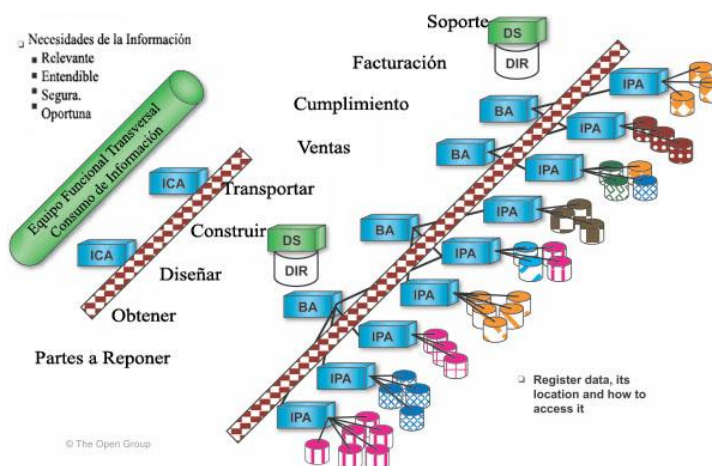 Necesidades de la Información
Relevante
Entendible
Segura.
Oportuna
Equipo Funcional Transversal
Consumo de Información
ICA
ICA
Soporte
Facturación
Cumplimiento
Ventas
Transportar
Construir
Diseñar
Obtener
Partes a Reponer
DS
DIR
DS
DIR
BA
BA
BA
BA
IPA
IPA
IPA
IPA
IPA
IPA
IPA
IPA
IPA
Register data, its
location and how to
access it
© The Open Group